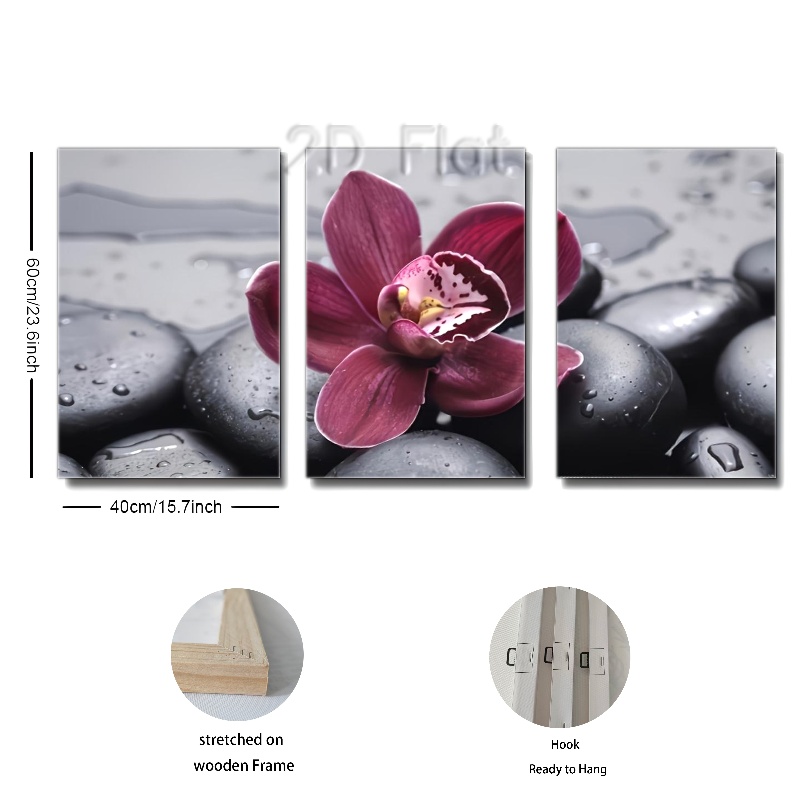 2D Flat
60cm/23.6inch
40cm/15.7inch
stretched on
wooden Frame
Hook
Ready to Hang